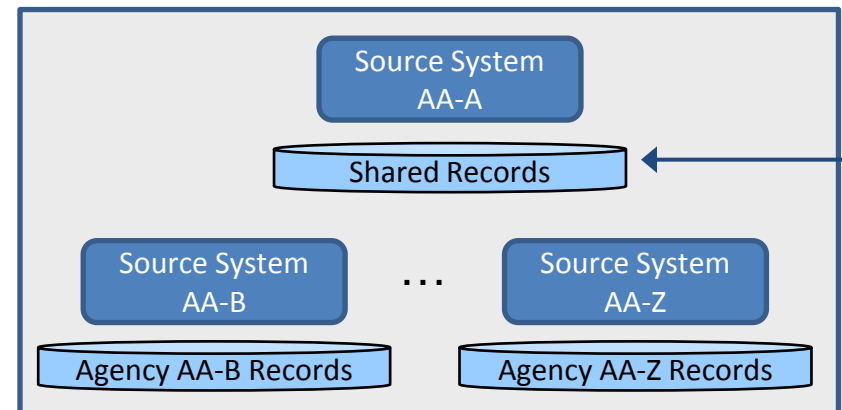 Source System
AA-A
Shared Records
Source System
AA-B
...
Source System
AA-Z
Agency AA-B Records
Agency AA-Z Records